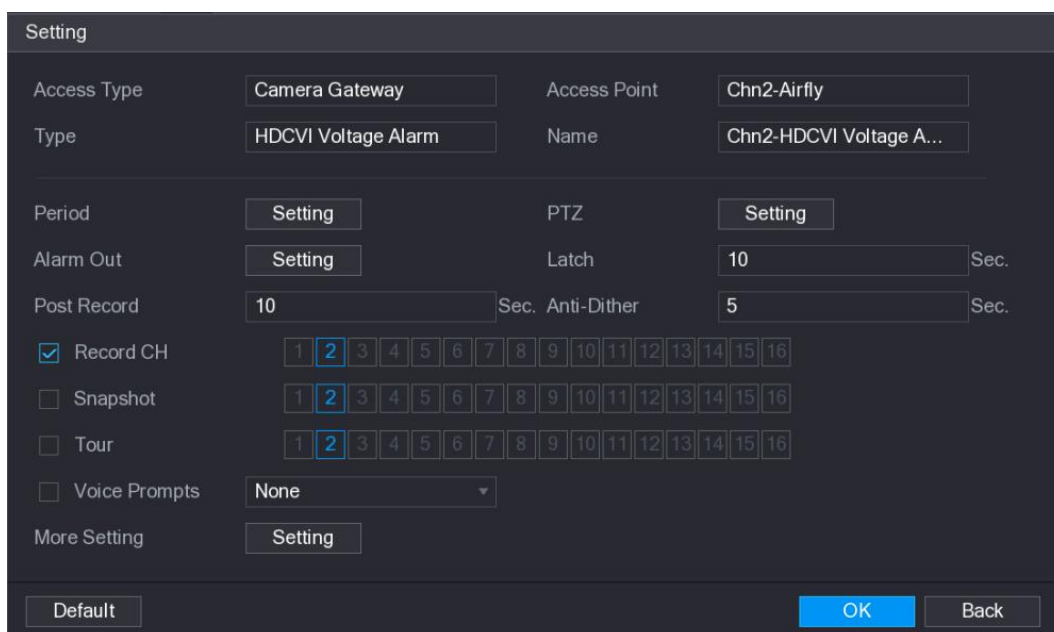 Setting
Access Type Camera Gateway Access Point Chn2-Airfly
Type HDCVI Voltage Alarm Name Chn2-HDCVI Voltage A...
Period Setting PTZ Setting
Alarm Out Setting Latch 10 Sec.
Post Record 10 Sec. Anti-Dither 5 Sec.
Record CH 1 2 3 4 5 6 7 8 9 10 11 12 13 14 15 16
Snapshot 1 2 3 4 5 6 7 8 9 10 11 12 13 14 15 16
Tour 1 2 3 4 5 6 7 8 9 10 11 12 13 14 15 16
Voice Prompts None
More Setting Setting
Default OK Back